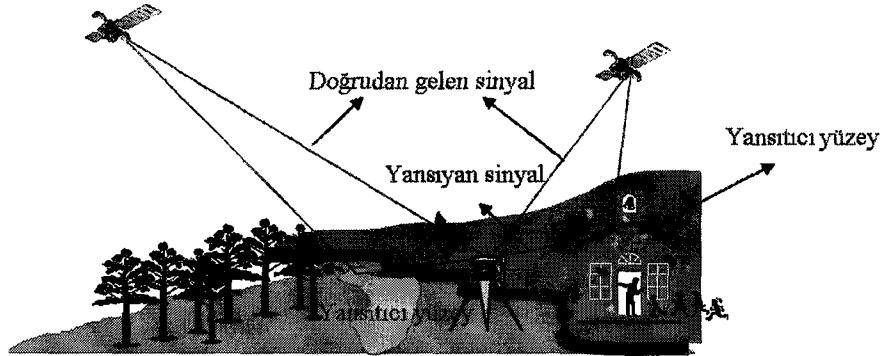 Doğrudan gelen sinyal
Yansıtıcı yüzey
Yansıyan sinyal
Yansıtıcı yüzey